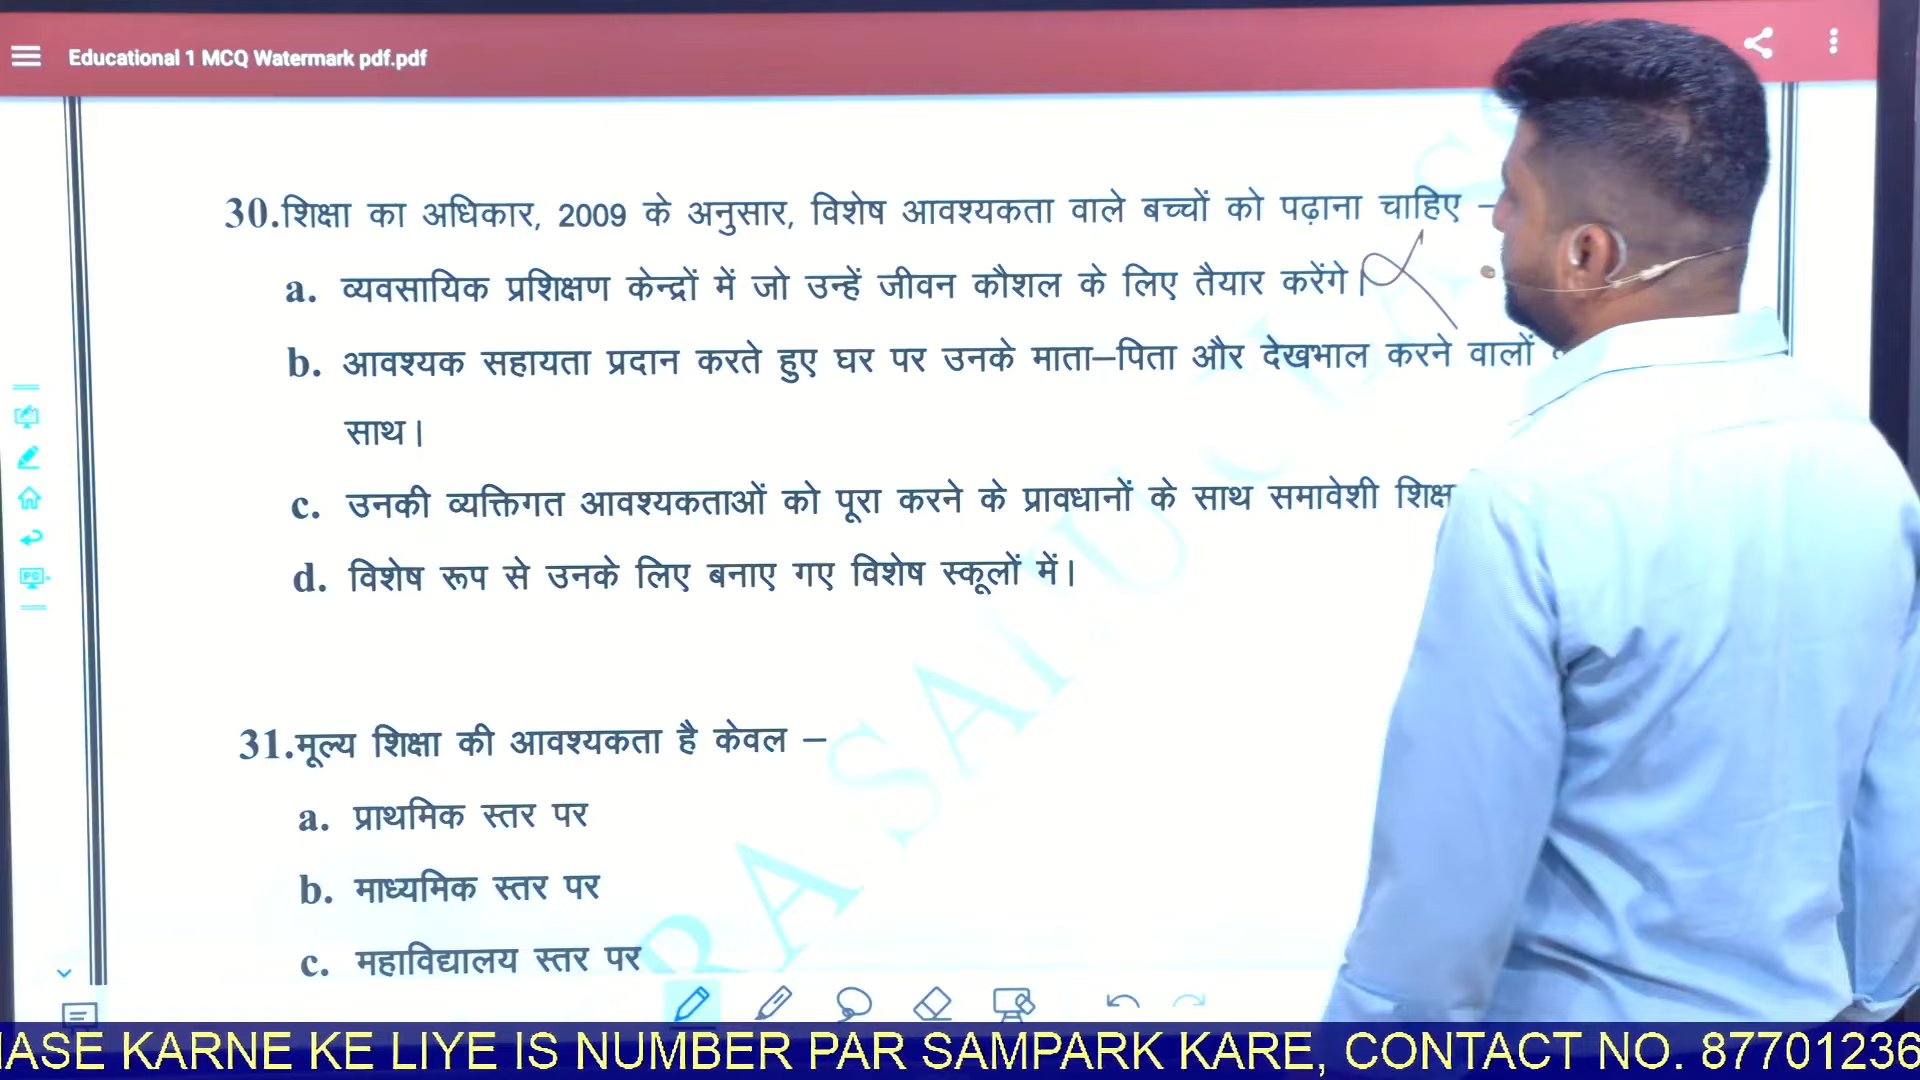 Educational 1 MCQ Watermark pdf.pdf
30.शिक्षा का अधिकार, 2009 के अनुसार, विशेष आवश्यकता वाले बच्चों को पढ़ाना चाहिए –
a. व्यवसायिक प्रशिक्षण केन्द्रों में जो उन्हें जीवन कौशल के लिए तैयार करेंगे।
b. आवश्यक सहायता प्रदान करते हुए घर पर उनके माता–पिता और देखभाल करने वालों
साथ।
c. उनकी व्यक्तिगत आवश्यकताओं को पूरा करने के प्रावधानों के साथ समावेशी
d. विशेष रूप से उनके लिए बनाए गए विशेष स्कूलों में।
31.मूल्य शिक्षा की आवश्यकता है केवल –
a. प्राथमिक स्तर पर
b. माध्यमिक स्तर पर
c. महाविद्यालय स्तर पर
KARNE KE LIYE IS NUMBER PAR SAMPARK KARE, CONTACT NO. 87701236